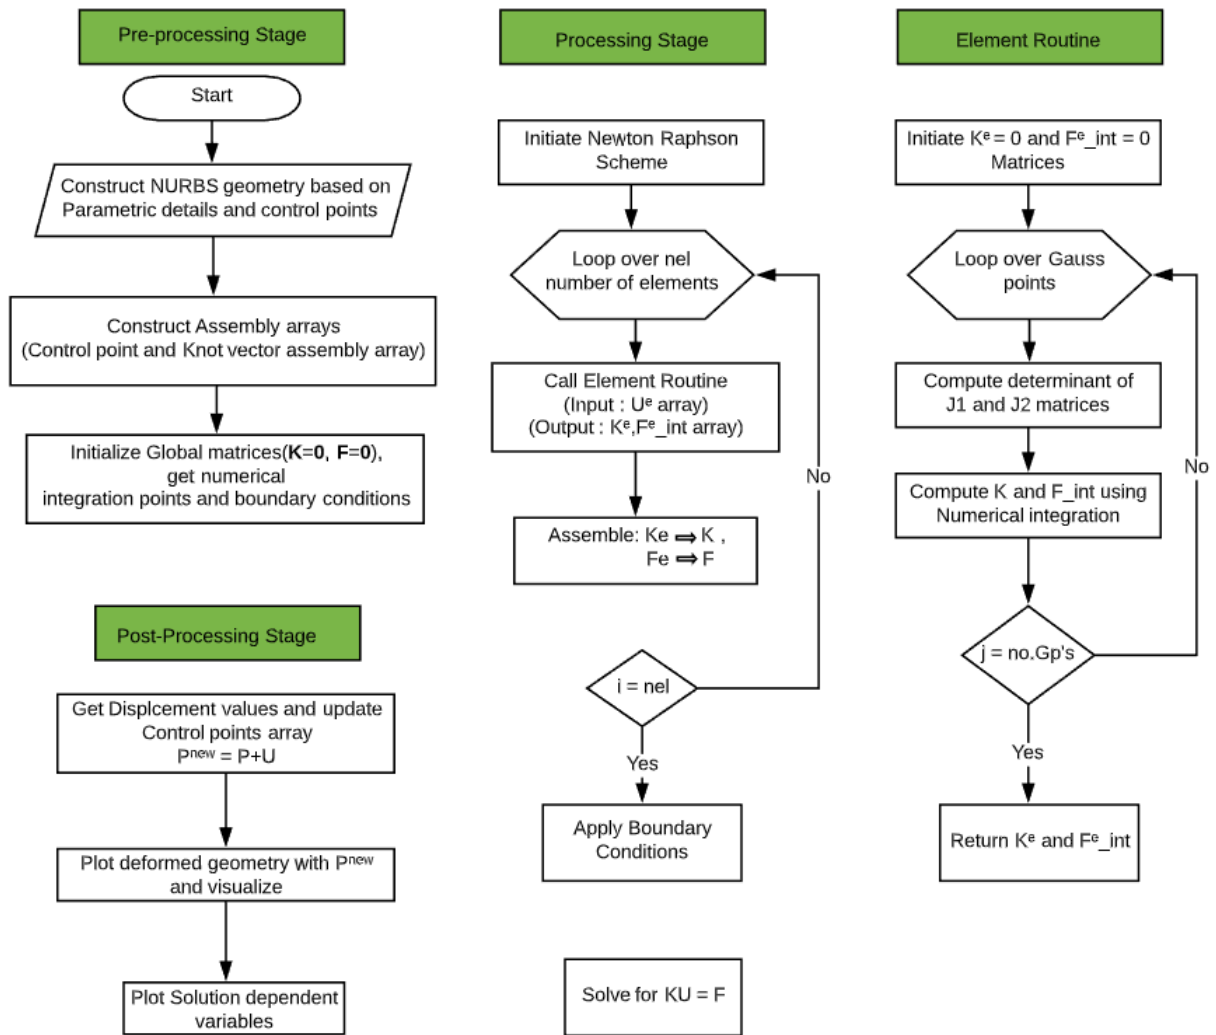 Pre-processing Stage
Start
Construct NURBS geometry based on
Parametric details and control points
Construct Assembly arrays
(Control point and Knot vector assembly array)
Initialize Global matrices(K=0, F=0),
get numerical
integration points and boundary conditions
Post-Processing Stage
Get Displcement values and update
Control points array
Pⁿᵉʷ = P+U
Plot deformed geometry with Pⁿᵉʷ
and visualize
Plot Solution dependent
variables
Processing Stage
Initiate Newton Raphson
Scheme
Loop over nel
number of elements
Call Element Routine
(Input : Uᵉ array)
(Output : Kᵉ,Fᵉ_int array)
Assemble: Ke ⇒ K ,
Fe ⇒ F
No
i = nel
Yes
Apply Boundary
Conditions
Solve for KU = F
Element Routine
Initiate Kᵉ = 0 and Fᵉ_int = 0
Matrices
Loop over Gauss
points
Compute determinant of
J1 and J2 matrices
No
Compute K and F_int using
Numerical integration
j = no.Gp's
Yes
Return Kᵉ and Fᵉ_int